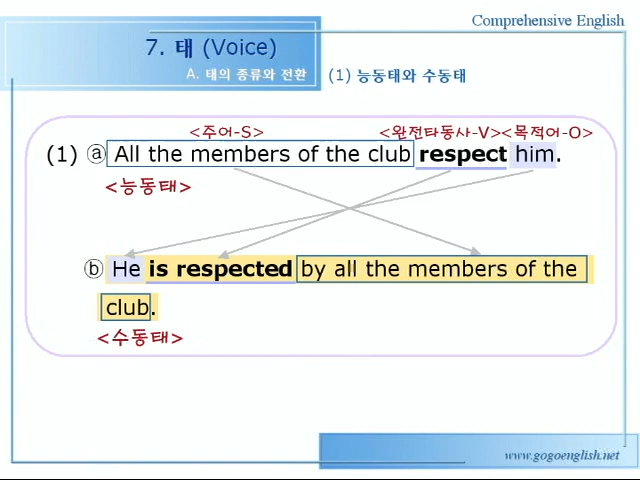 Comprehensive English
7. 태 (Voice)
A. 태의 종류와 전환
(1) 능동태와 수동태
<주어-S> <완전타동사-V><목적어-O>
(1) ⓐ All the members of the club respect him.
<능동태>
ⓑ He is respected by all the members of the
club.
<수동태>
www.gogoenglish.net